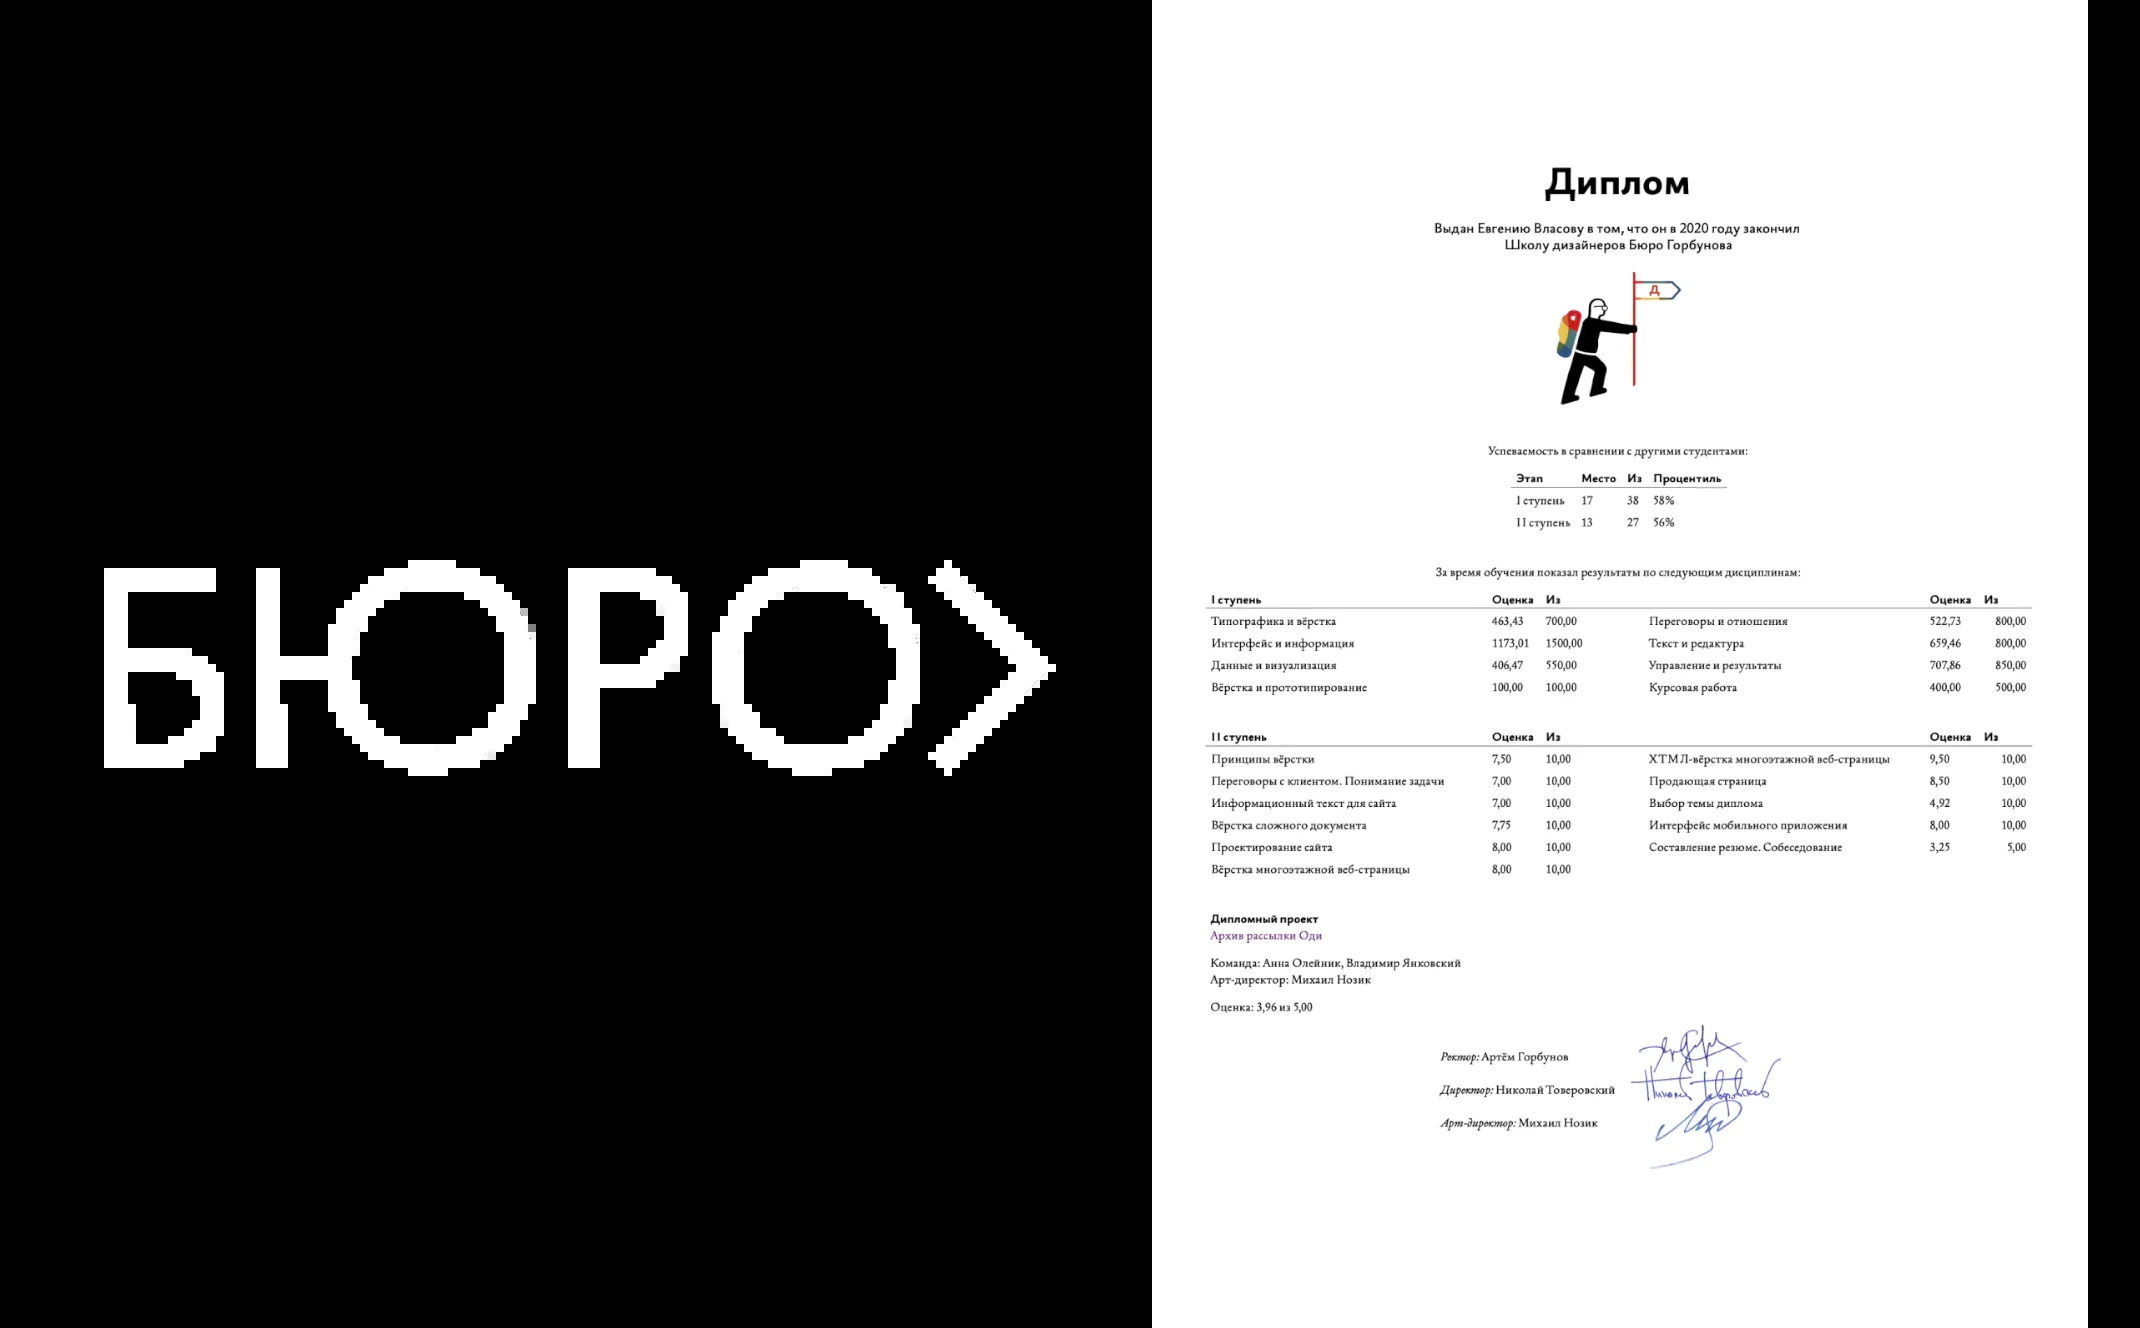 БЮРО>
Диплом
Выдан Евгению Власову в том, что он в 2020 году закончил
Школу дизайнеров Бюро Горбунова
Д
Успеваемость в сравнении с другими студентами:
Этап Место Из Процентиль
I ступень 17 38 58%
II ступень 13 27 56%
За время обучения показал результаты по следующим дисциплинам:
I ступень Оценка Из Оценка Из
Типографика и вёрстка 463,43 700,00 Переговоры и отношения 522,73 800,00
Интерфейс и информация 1173,01 1500,00 Текст и редактура 659,46 800,00
Данные и визуализация 406,47 550,00 Управление и результаты 707,86 850,00
Вёрстка и прототипирование 100,00 100,00 Курсовая работа 400,00 500,00
II ступень Оценка Из Оценка Из
Принципы вёрстки 7,50 10,00 ХТМЛ-вёрстка многоэтажной веб-страницы 9,50 10,00
Переговоры с клиентом. Понимание задачи 7,00 10,00 Продающая страница 8,50 10,00
Информационный текст для сайта 7,00 10,00 Выбор темы диплома 4,92 10,00
Вёрстка сложного документа 7,75 10,00 Интерфейс мобильного приложения 8,00 10,00
Проектирование сайта 8,00 10,00 Составление резюме. Собеседование 3,25 5,00
Вёрстка многоэтажной веб-страницы 8,00 10,00
Дипломный проект
Архив рассылки Оди
Команда: Анна Олейник, Владимир Янковский
Арт-директор: Михаил Нозик
Оценка: 3,96 из 5,00
Ректор: Артём Горбунов
Директор: Николай Товеровский
Арт-директор: Михаил Нозик